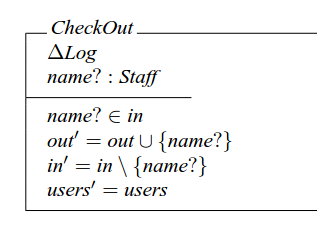 CheckOut
ΔLog
name? : Staff
name? ∈ in
out′ = out ∪ {name?}
in′ = in \ {name?}
users′ = users